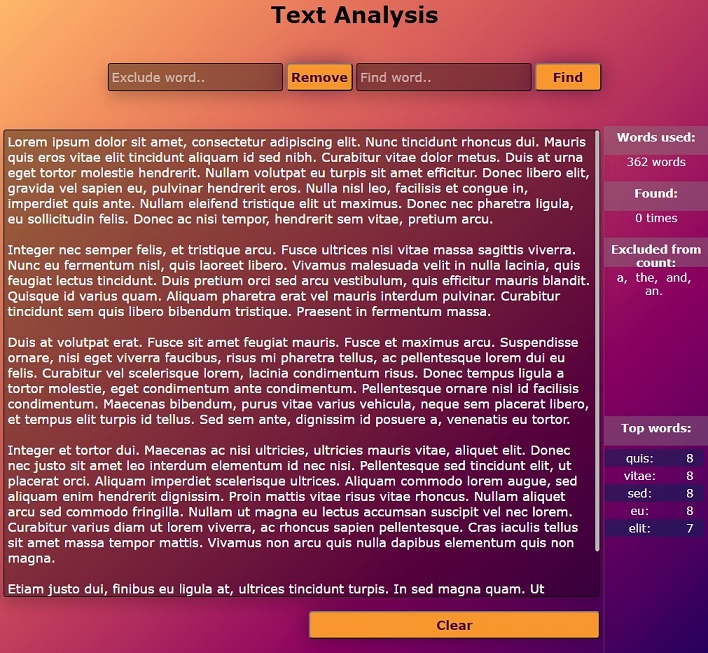 Text Analysis
Exclude word.. Remove Find word.. Find
Lorem ipsum dolor sit amet, consectetur adipiscing elit. Nunc tincidunt rhoncus dui. Mauris
quis eros vitae elit tincidunt aliquam id sed nibh. Curabitur vitae dolor metus. Duis at urna
eget tortor molestie hendrerit. Nullam volutpat eu turpis sit amet efficitur. Donec libero elit,
gravida vel sapien eu, pulvinar hendrerit eros. Nulla nisl leo, facilisis et congue in,
imperdiet quis ante. Nullam eleifend tristique elit ut maximus. Donec nec pharetra ligula,
eu sollicitudin felis. Donec ac nisi tempor, hendrerit sem vitae, pretium arcu.
Integer nec semper felis, et tristique arcu. Fusce ultrices nisi vitae massa sagittis viverra.
Nunc eu fermentum nisl, quis laoreet libero. Vivamus malesuada velit in nulla lacinia, quis
feugiat lectus tincidunt. Duis pretium orci sed arcu vestibulum, quis efficitur mauris blandit.
Quisque id varius quam. Aliquam pharetra erat vel mauris interdum pulvinar. Curabitur
tincidunt sem quis libero bibendum tristique. Praesent in fermentum massa.
Duis at volutpat erat. Fusce sit amet feugiat mauris. Fusce et maximus arcu. Suspendisse
ornare, nisi eget viverra faucibus, risus mi pharetra tellus, ac pellentesque lorem dui eu
felis. Curabitur vel scelerisque lorem, lacinia condimentum risus. Donec tempus ligula a
tortor molestie, eget condimentum ante condimentum. Pellentesque ornare nisl id facilisis
condimentum. Maecenas bibendum, purus vitae varius vehicula, neque sem placerat libero,
et tempus elit turpis id tellus. Sed sem ante, dignissim id posuere a, venenatis eu tortor.
Integer et tortor dui. Maecenas ac nisi ultricies, ultricies mauris vitae, aliquet elit. Donec
nec justo sit amet leo interdum elementum id nec nisi. Pellentesque sed tincidunt elit, ut
placerat orci. Aliquam imperdiet scelerisque ultrices. Aliquam commodo lorem augue, sed
aliquam enim hendrerit dignissim. Proin mattis vitae risus vitae rhoncus. Nullam aliquet
arcu sed commodo fringilla. Nullam ut magna eu lectus accumsan suscipit vel nec lorem.
Curabitur varius diam ut lorem viverra, ac rhoncus sapien pellentesque. Cras iaculis tellus
sit amet massa tempor mattis. Vivamus non arcu quis nulla dapibus elementum quis non
magna.
Etiam justo dui, finibus eu ligula at, ultrices tincidunt turpis. In sed magna quam. Ut
Clear
Words used:
362 words
Found:
0 times
Excluded from
count:
a, the, and,
an.
Top words:
quis: 8
vitae: 8
sed: 8
eu: 8
elit: 7